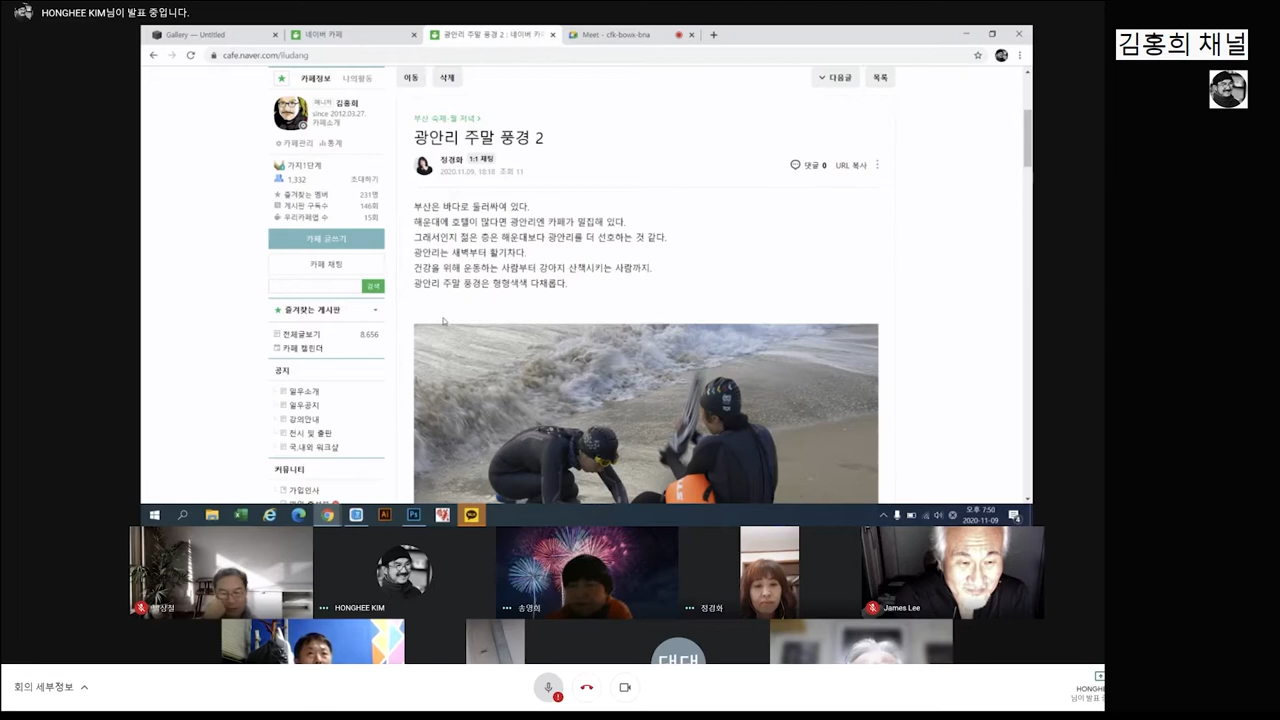 HONGHEE KIM님이 발표 중입니다.
김홍희 채널
Gallery — Untitled
네이버 카페
광안리 주말 풍경 2 : 네이버 카페
Meet - cfk-bowx-bna
cafe.naver.com/iludang
카페정보 나의활동
이동 삭제
다음글 목록
매니저 김홍희
since 2012.03.27.
카페소개
카페관리 통계
가지1단계
1,332 초대하기
즐겨찾는 멤버 231명
게시판 구독수 146회
우리카페앱 수 15회
카페 글쓰기
카페 채팅
검색
즐겨찾는 게시판
전체글보기 8,656
카페 캘린더
공지
일우소개
일우공지
강의안내
전시 및 출판
국,내외 워크샵
커뮤니티
가입인사
부산 숙제-월 저녁 >
광안리 주말 풍경 2
정경화 1:1 채팅
2020.11.09. 18:18 조회 11
댓글 0 URL 복사
부산은 바다로 둘러싸여 있다.
해운대에 호텔이 많다면 광안리엔 카페가 밀집해 있다.
그래서인지 젊은 층은 해운대보다 광안리를 더 선호하는 것 같다.
광안리는 새벽부터 활기차다.
건강을 위해 운동하는 사람부터 강아지 산책시키는 사람까지.
광안리 주말 풍경은 형형색색 다채롭다.
오후 7:50
2020-11-09
HONGHEE KIM
송영희
정경화
James Lee
대대
회의 세부정보
HONGHE
님이 발표